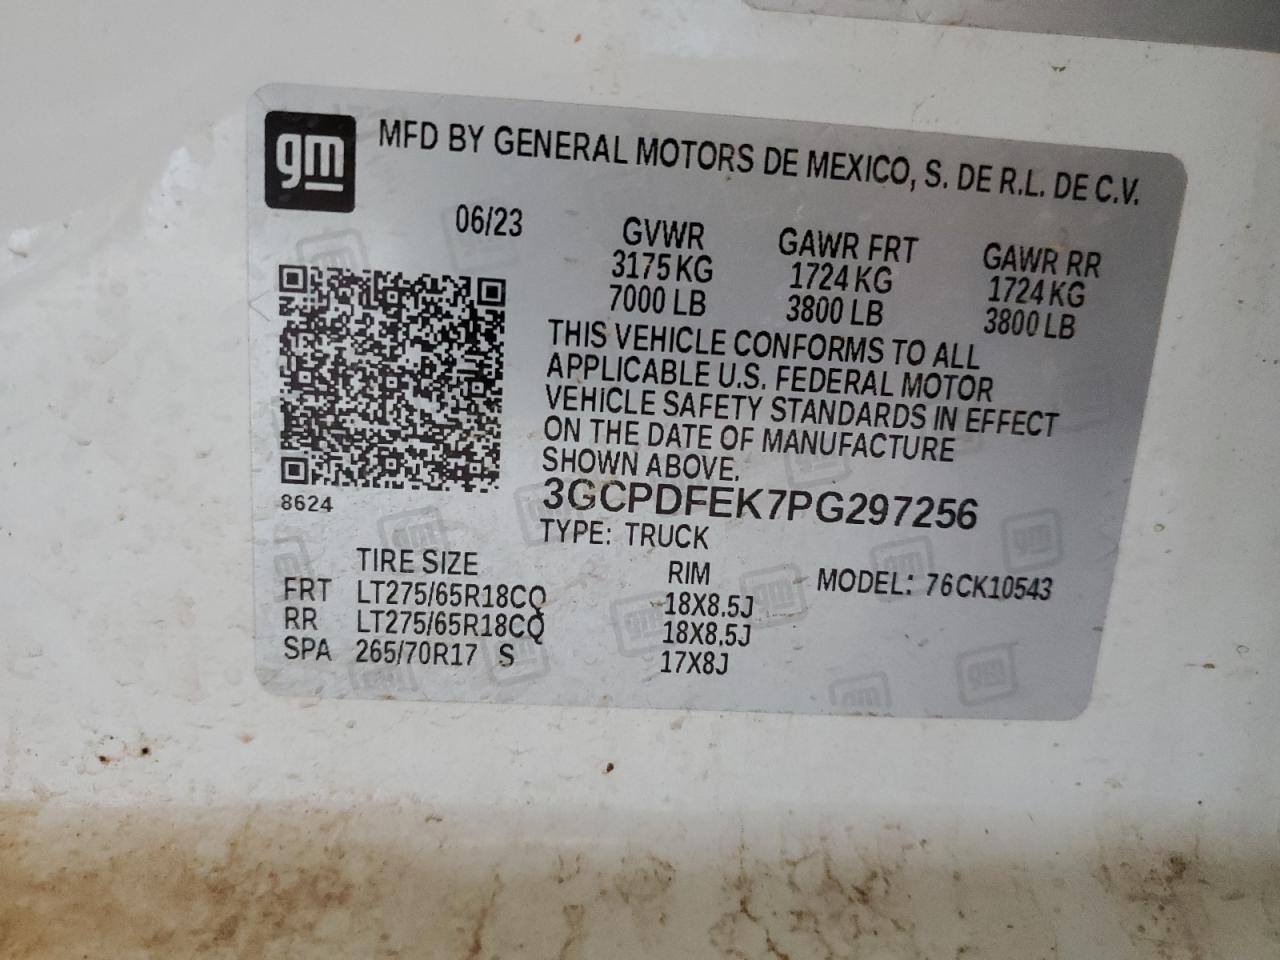 gm
MFD BY GENERAL MOTORS DE MEXICO, S. DE R.L. DE C.V.
06/23
GVWR GAWR FRT GAWR RR
3175 KG 1724 KG 1724 KG
7000 LB 3800 LB 3800 LB
THIS VEHICLE CONFORMS TO ALL
APPLICABLE U.S. FEDERAL MOTOR
VEHICLE SAFETY STANDARDS IN EFFECT
ON THE DATE OF MANUFACTURE
SHOWN ABOVE.
3GCPDFEK7PG297256
8624
TYPE: TRUCK
TIRE SIZE RIM MODEL: 76CK10543
FRT LT275/65R18CQ 18X8.5J
RR LT275/65R18CQ 18X8.5J
SPA 265/70R17 S 17X8J